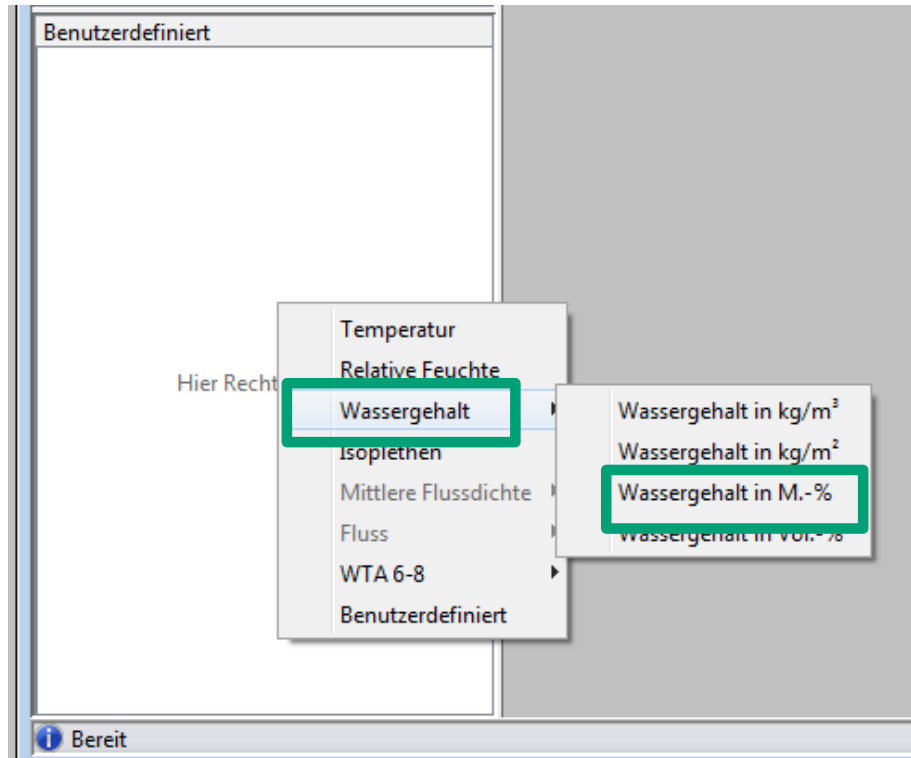 Benutzerdefiniert
Hier Recht
Temperatur
Relative Feuchte
Wassergehalt
Isoplethen
Mittlere Flussdichte
Fluss
WTA 6-8
Benutzerdefiniert
Wassergehalt in kg/m³
Wassergehalt in kg/m²
Wassergehalt in M.-%
Wassergehalt in Vol.-%
Bereit